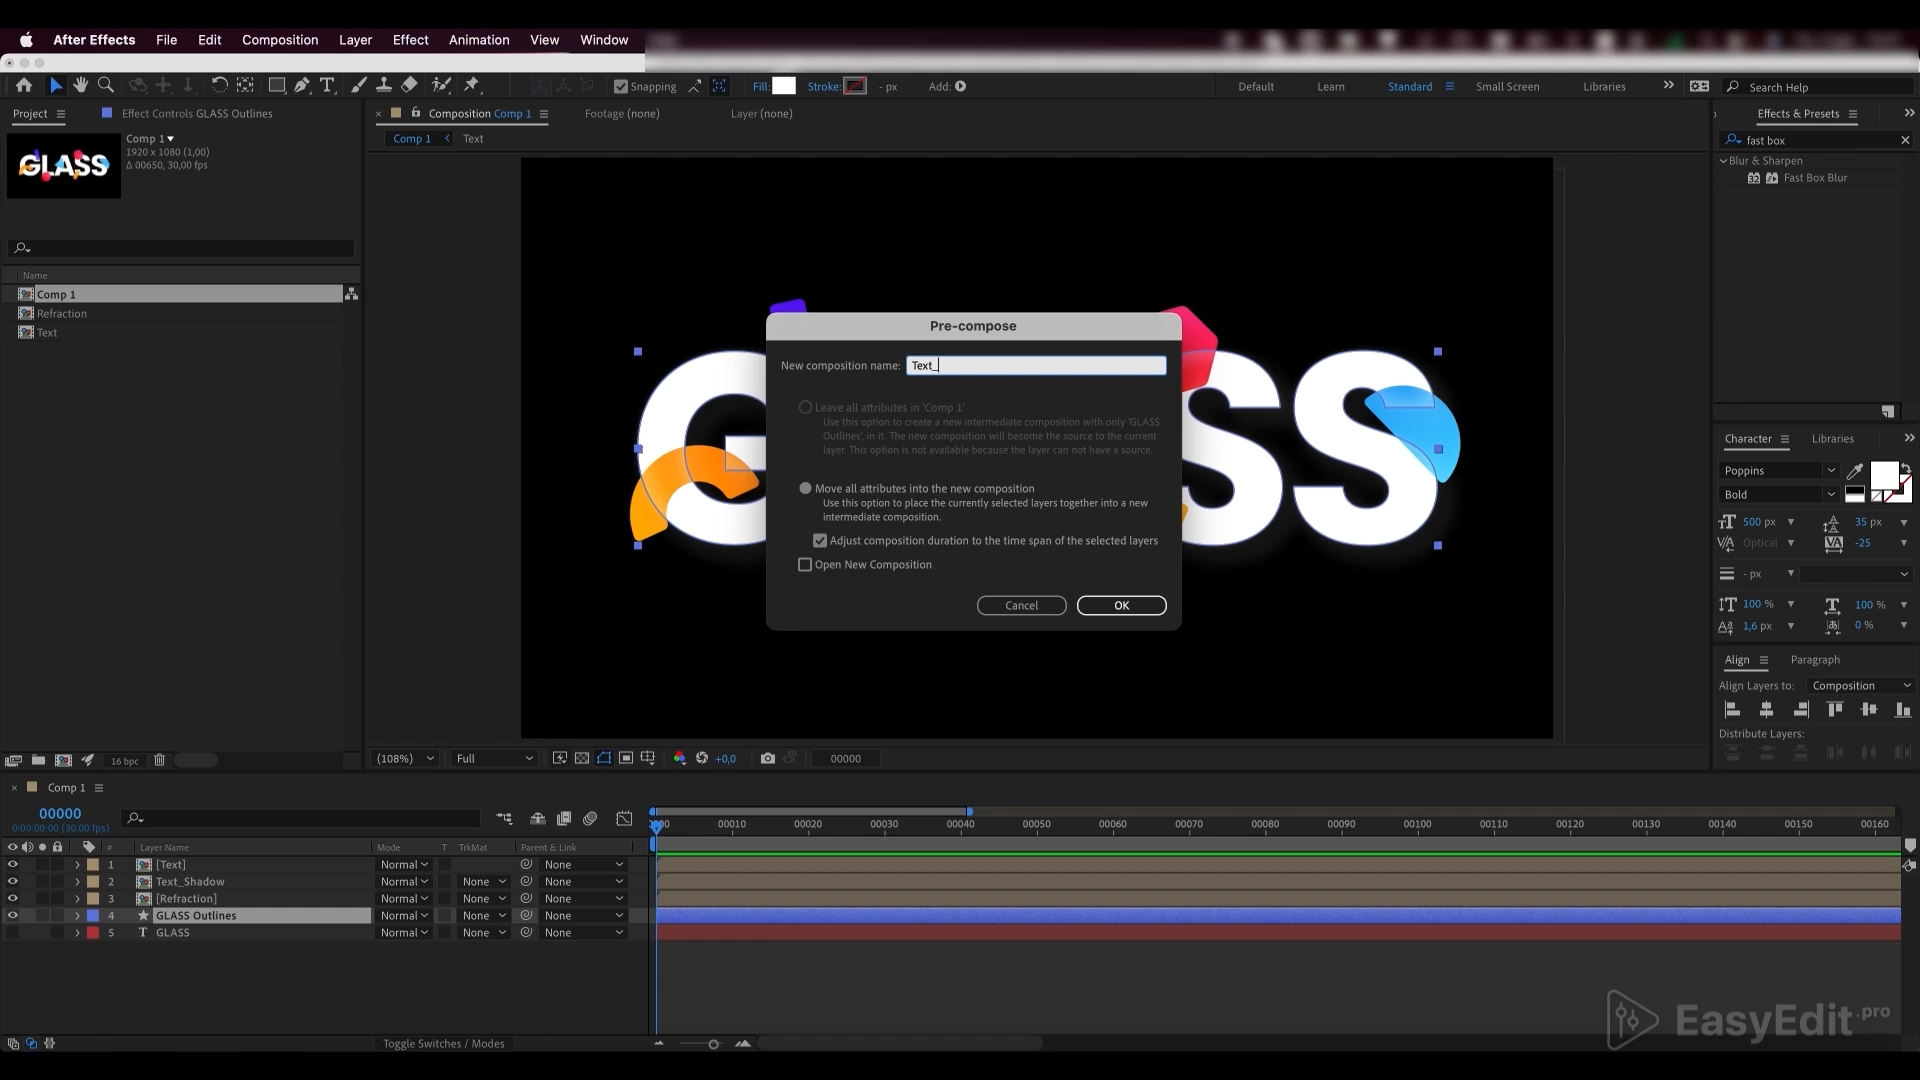 After Effects File Edit Composition Layer Effect Animation View Window
Snapping Fill: Stroke: - px Add: Default Learn Standard Small Screen Libraries Search Help
Project Effect Controls GLASS Outlines Composition Comp 1 Footage (none) Layer (none) Effects & Presets
Comp 1 Text
Comp 1
1920 x 1080 (1,00)
Δ 00650, 30,00 fps
GLASS
fast box
Blur & Sharpen
32 Fast Box Blur
Name
Comp 1
Refraction
Text
GLASS
Pre-compose
New composition name: Text_
Leave all attributes in 'Comp 1'
Use this option to create a new intermediate composition with only 'GLASS
Outlines', in it. The new composition will become the source to the current
layer. This option is not available because the layer can not have a source.
Move all attributes into the new composition
Use this option to place the currently selected layers together into a new
intermediate composition.
Adjust composition duration to the time span of the selected layers
Open New Composition
Cancel OK
Character Libraries
Poppins
Bold
500 px 35 px
Optical -25
- px
100 % 100 %
1,6 px 0 %
Align Paragraph
Align Layers to: Composition
Distribute Layers:
16 bpc (108%) Full +0,0 00000
Comp 1
00000
0:00:00:00 (30.00 fps)
00010 00020 00030 00040 00050 00060 00070 00080 00090 00100 00110 00120 00130 00140 00150 00160
# Layer Name Mode T TrkMat Parent & Link
1 [Text] Normal None
2 Text_Shadow Normal None None
3 [Refraction] Normal None None
4 GLASS Outlines Normal None None
5 T GLASS Normal None None
Toggle Switches / Modes
EasyEdit.pro